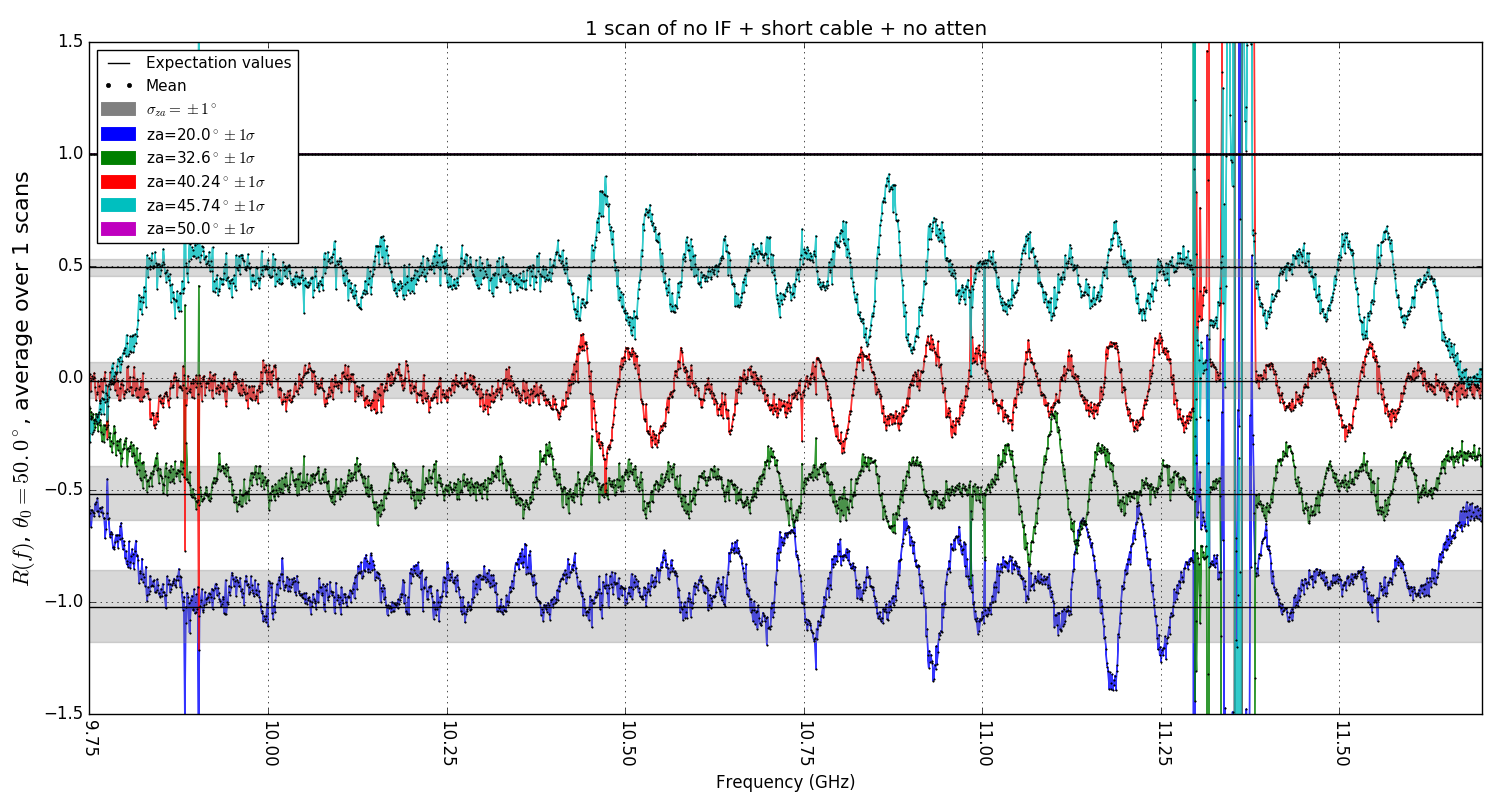 1 scan of no IF + short cable + no atten
1.5
1.0
0.5
0.0
−0.5
−1.0
−1.5
R(f), θ₀ = 50.0°, average over 1 scans
Expectation values
Mean
σ_za = ±1°
za=20.0° ±1σ
za=32.6° ±1σ
za=40.24° ±1σ
za=45.74° ±1σ
za=50.0° ±1σ
9.75
10.00
10.25
10.50
10.75
11.00
11.25
11.50
Frequency (GHz)